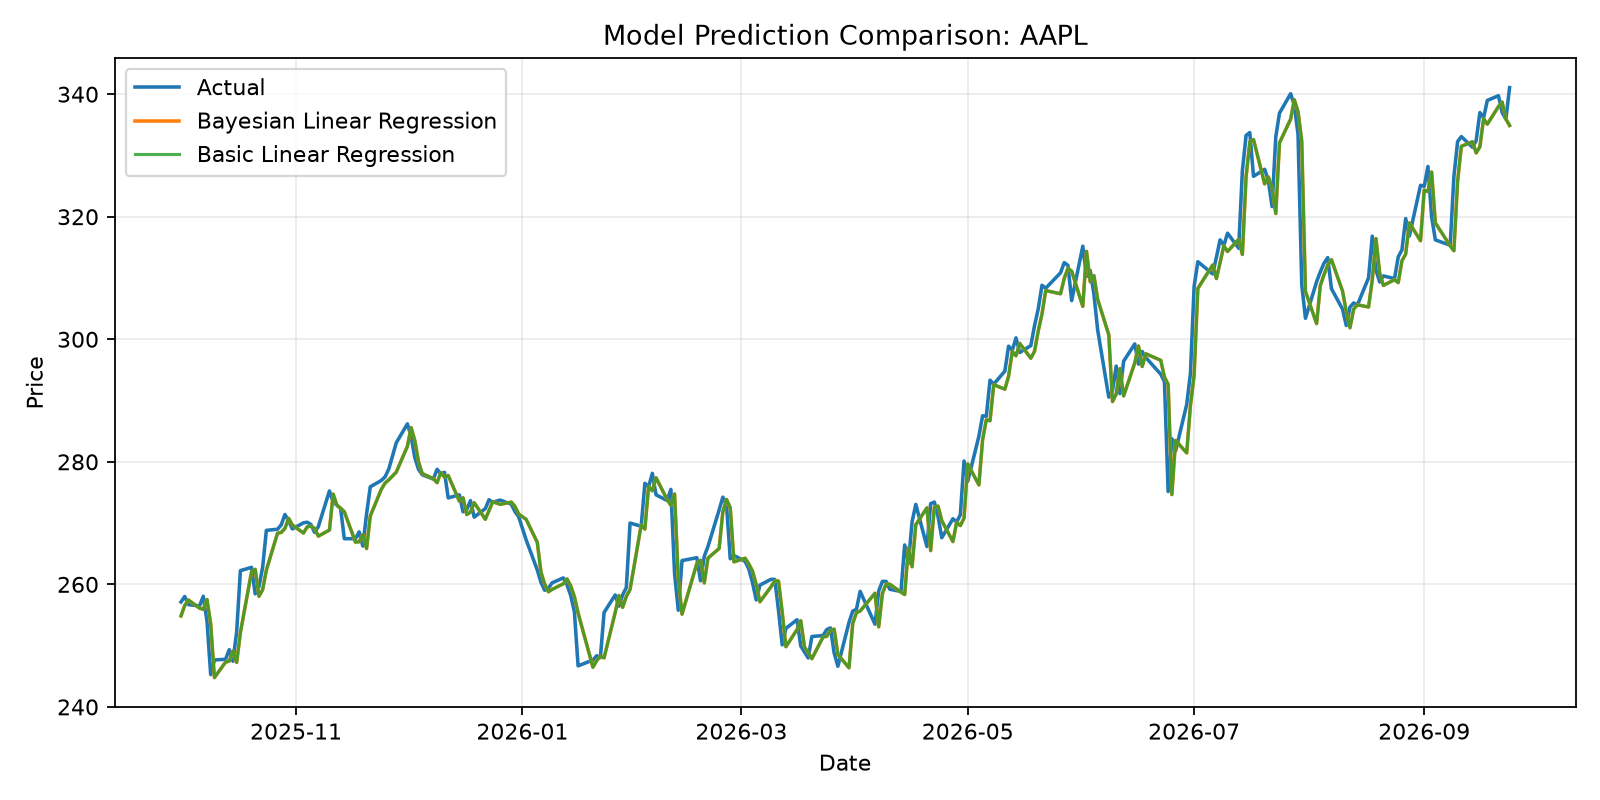 Model Prediction Comparison: AAPL
Actual
Bayesian Linear Regression
Basic Linear Regression
340
320
300
280
260
240
Price
2025-11
2026-01
2026-03
2026-05
2026-07
2026-09
Date